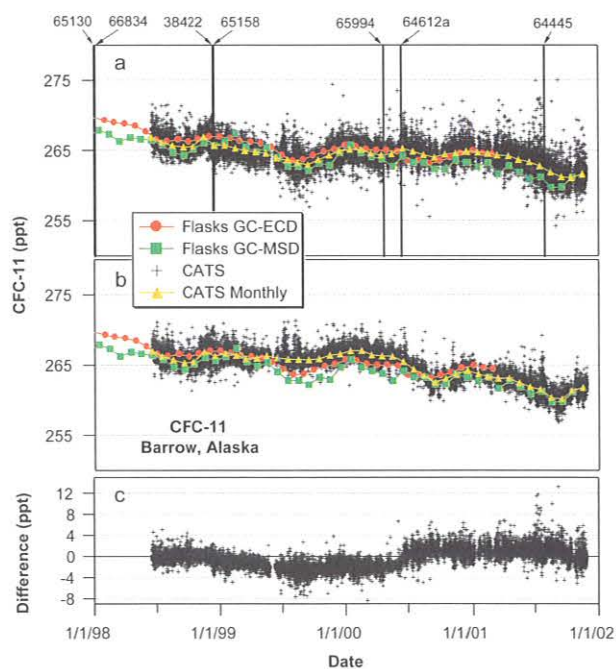 65130 66834 38422 65158 65994 64612a 64445
a
275
265
255
CFC-11 (ppt)
Flasks GC-ECD
Flasks GC-MSD
CATS
CATS Monthly
b
275
265
255
250
CFC-11
Barrow, Alaska
c
12
8
4
0
-4
-8
Difference (ppt)
1/1/98 1/1/99 1/1/00 1/1/01 1/1/02
Date